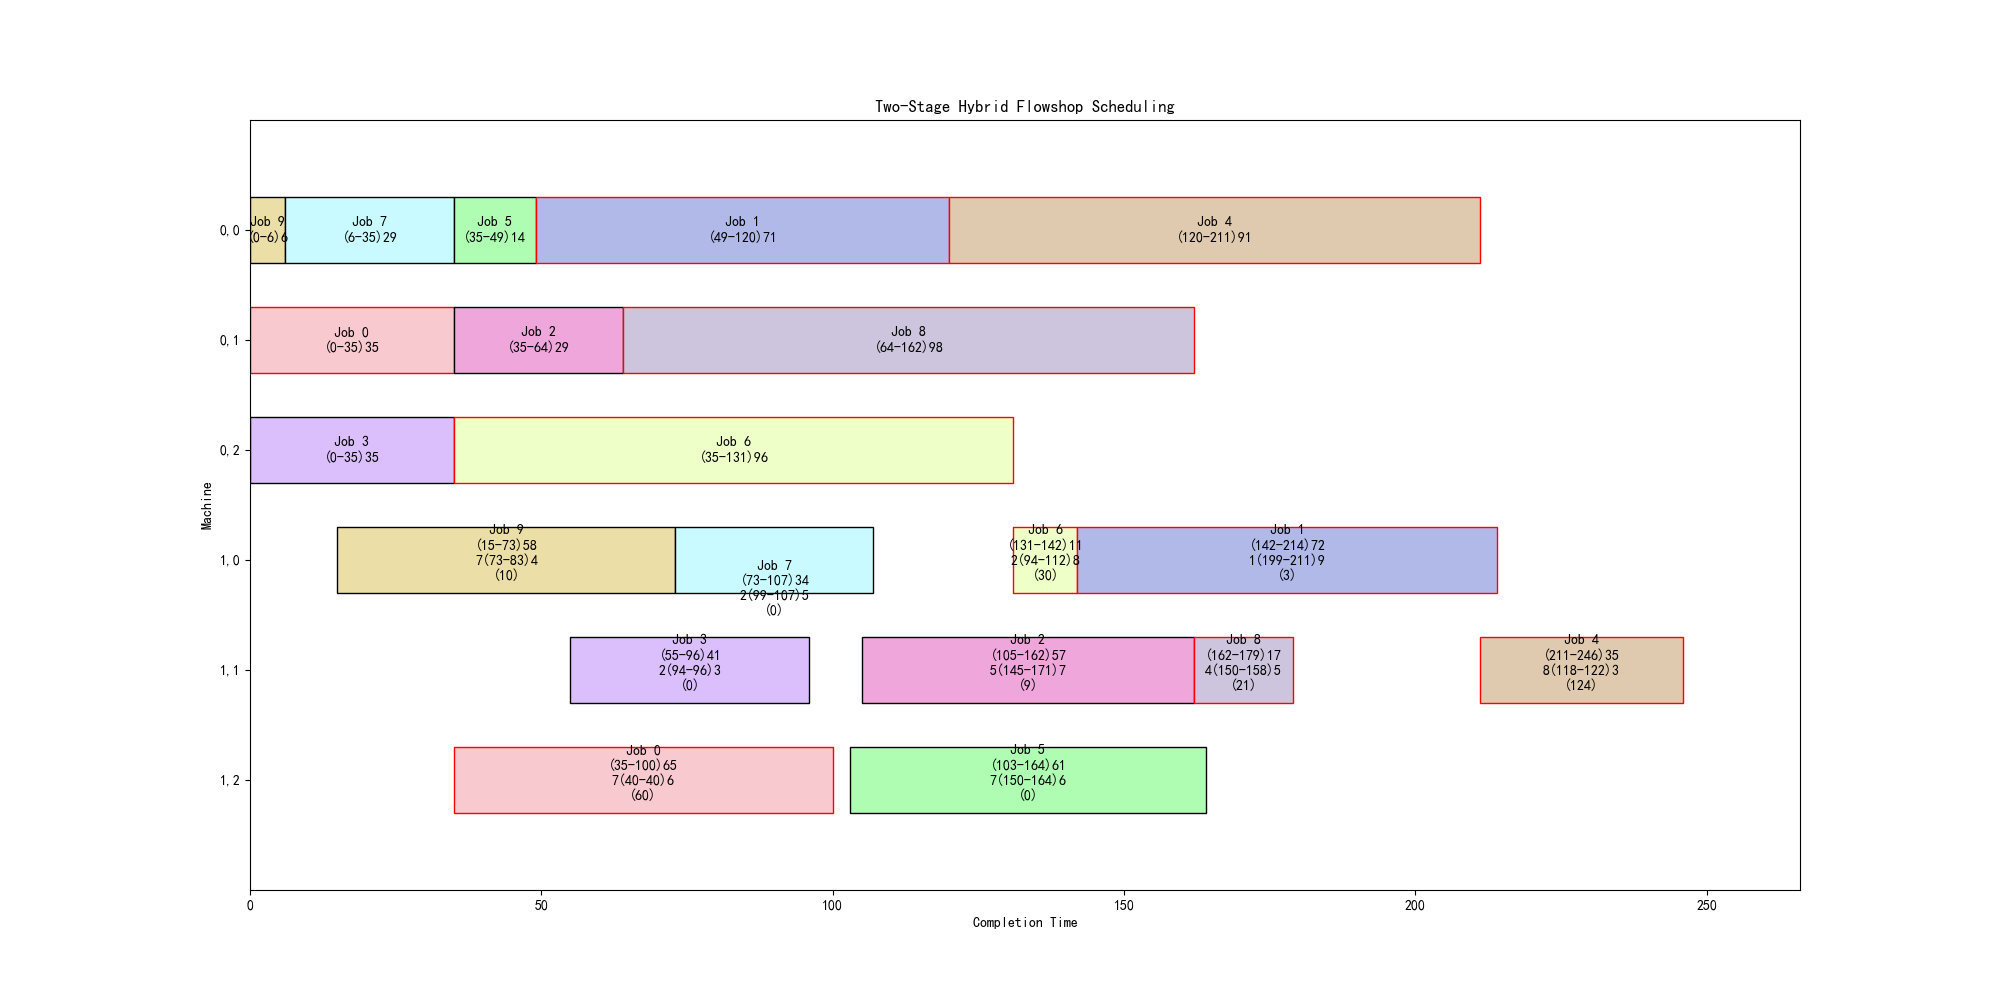 Two-Stage Hybrid Flowshop Scheduling
0,0
Job 9
(0-6)6
Job 7
(6-35)29
Job 5
(35-49)14
Job 1
(49-120)71
Job 4
(120-211)91
0,1
Job 0
(0-35)35
Job 2
(35-64)29
Job 8
(64-162)98
0,2
Job 3
(0-35)35
Job 6
(35-131)96
Machine
1,0
Job 9
(15-73)58
7(73-83)4
(10)
Job 7
(73-107)34
2(99-107)5
(0)
Job 6
(131-142)11
2(94-112)8
(30)
Job 1
(142-214)72
1(199-211)9
(3)
1,1
Job 3
(55-96)41
2(94-96)3
(0)
Job 2
(105-162)57
5(145-171)7
(9)
Job 8
(162-179)17
4(150-158)5
(21)
Job 4
(211-246)35
8(118-122)3
(124)
1,2
Job 0
(35-100)65
7(40-40)6
(60)
Job 5
(103-164)61
7(150-164)6
(0)
0 50 100 150 200 250
Completion Time